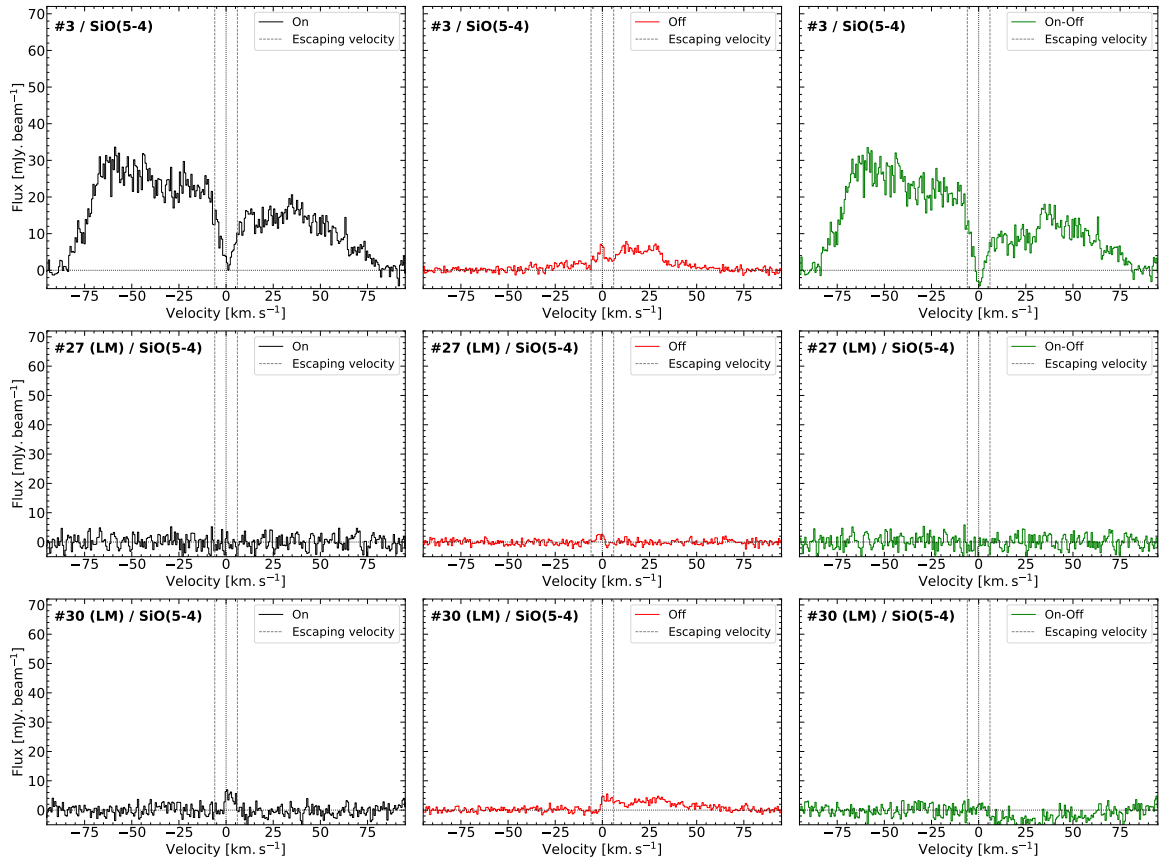 #3 / SiO(5-4)
On
Escaping velocity
Flux [mJy. beam⁻¹]
70
60
50
40
30
20
10
0
−75 −50 −25 0 25 50 75
Velocity [km. s⁻¹]
#3 / SiO(5-4)
Off
Escaping velocity
−75 −50 −25 0 25 50 75
Velocity [km. s⁻¹]
#3 / SiO(5-4)
On-Off
Escaping velocity
−75 −50 −25 0 25 50 75
Velocity [km. s⁻¹]
#27 (LM) / SiO(5-4)
On
Escaping velocity
Flux [mJy. beam⁻¹]
70
60
50
40
30
20
10
0
−75 −50 −25 0 25 50 75
Velocity [km. s⁻¹]
#27 (LM) / SiO(5-4)
Off
Escaping velocity
−75 −50 −25 0 25 50 75
Velocity [km. s⁻¹]
#27 (LM) / SiO(5-4)
On-Off
Escaping velocity
−75 −50 −25 0 25 50 75
Velocity [km. s⁻¹]
#30 (LM) / SiO(5-4)
On
Escaping velocity
Flux [mJy. beam⁻¹]
70
60
50
40
30
20
10
0
−75 −50 −25 0 25 50 75
Velocity [km. s⁻¹]
#30 (LM) / SiO(5-4)
Off
Escaping velocity
−75 −50 −25 0 25 50 75
Velocity [km. s⁻¹]
#30 (LM) / SiO(5-4)
On-Off
Escaping velocity
−75 −50 −25 0 25 50 75
Velocity [km. s⁻¹]